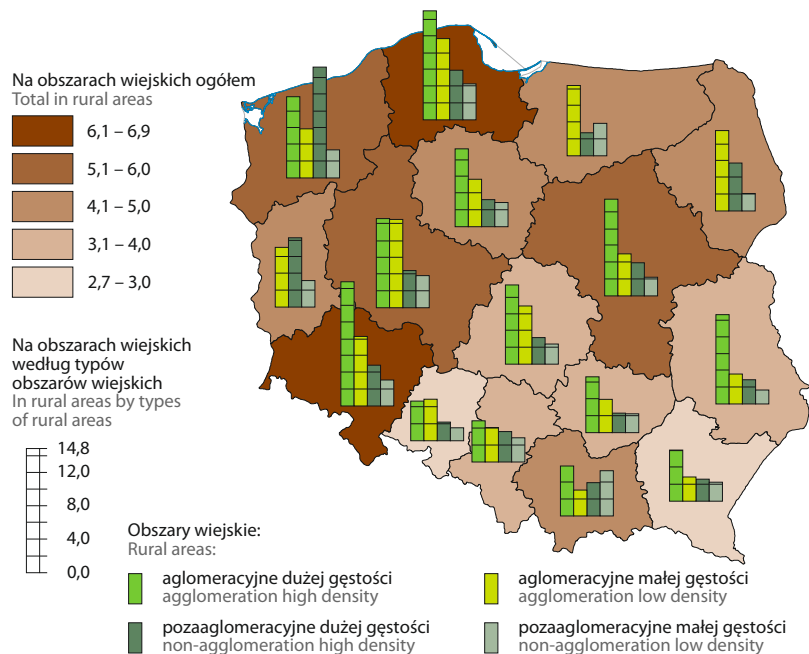 Na obszarach wiejskich ogółem
Total in rural areas
6,1 – 6,9
5,1 – 6,0
4,1 – 5,0
3,1 – 4,0
2,7 – 3,0
Na obszarach wiejskich
według typów
obszarów wiejskich
In rural areas by types
of rural areas
14,8
12,0
8,0
4,0
0,0
Obszary wiejskie:
Rural areas:
aglomeracyjne dużej gęstości
agglomeration high density
pozaaglomeracyjne dużej gęstości
non-agglomeration high density
aglomeracyjne małej gęstości
agglomeration low density
pozaaglomeracyjne małej gęstości
non-agglomeration low density